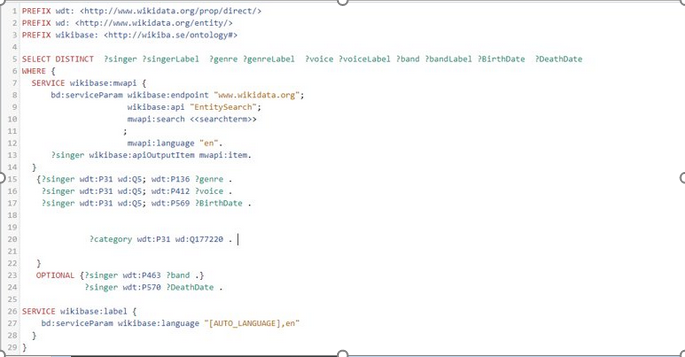 1 PREFIX wdt: <http://www.wikidata.org/prop/direct/>
2 PREFIX wd: <http://www.wikidata.org/entity/>
3 PREFIX wikibase: <http://wikiba.se/ontology#>
4
5 SELECT DISTINCT ?singer ?singerLabel ?genre ?genreLabel ?voice ?voiceLabel ?band ?bandLabel ?BirthDate ?DeathDate
6 WHERE {
7 SERVICE wikibase:mwapi {
8 bd:serviceParam wikibase:endpoint "www.wikidata.org";
9 wikibase:api "EntitySearch";
10 mwapi:search <<searchterm>>
11 ;
12 mwapi:language "en".
13 ?singer wikibase:apiOutputItem mwapi:item.
14 }
15 {?singer wdt:P31 wd:Q5; wdt:P136 ?genre .
16 ?singer wdt:P31 wd:Q5; wdt:P412 ?voice .
17 ?singer wdt:P31 wd:Q5; wdt:P569 ?BirthDate .
18
19
20 ?category wdt:P31 wd:Q177220 .
21
22 }
23 OPTIONAL {?singer wdt:P463 ?band .}
24 ?singer wdt:P570 ?DeathDate .
25
26 SERVICE wikibase:label {
27 bd:serviceParam wikibase:language "[AUTO_LANGUAGE],en"
28 }
29 }